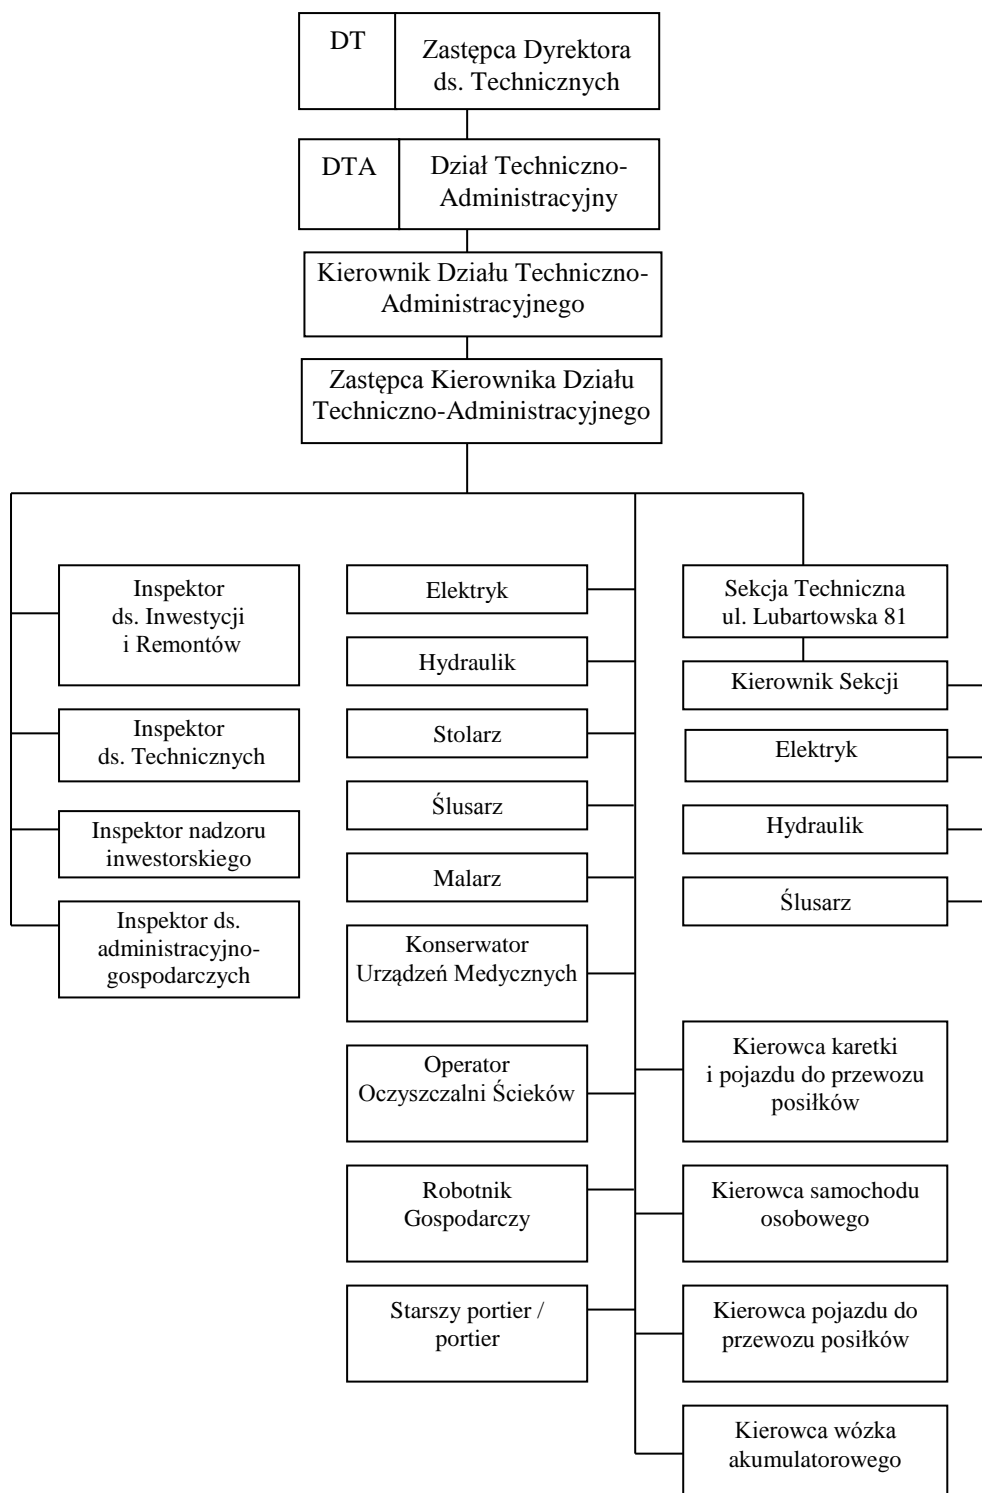 DT
Zastępca Dyrektora
ds. Technicznych
DTA
Dział Techniczno-
Administracyjny
Kierownik Działu Techniczno-
Administracyjnego
Zastępca Kierownika Działu
Techniczno-Administracyjnego
Inspektor
ds. Inwestycji
i Remontów
Inspektor
ds. Technicznych
Inspektor nadzoru
inwestorskiego
Inspektor ds.
administracyjno-
gospodarczych
Elektryk
Hydraulik
Stolarz
Ślusarz
Malarz
Konserwator
Urządzeń Medycznych
Operator
Oczyszczalni Ścieków
Robotnik
Gospodarczy
Starszy portier /
portier
Sekcja Techniczna
ul. Lubartowska 81
Kierownik Sekcji
Elektryk
Hydraulik
Ślusarz
Kierowca karetki
i pojazdu do przewozu
posiłków
Kierowca samochodu
osobowego
Kierowca pojazdu do
przewozu posiłków
Kierowca wózka
akumulatorowego